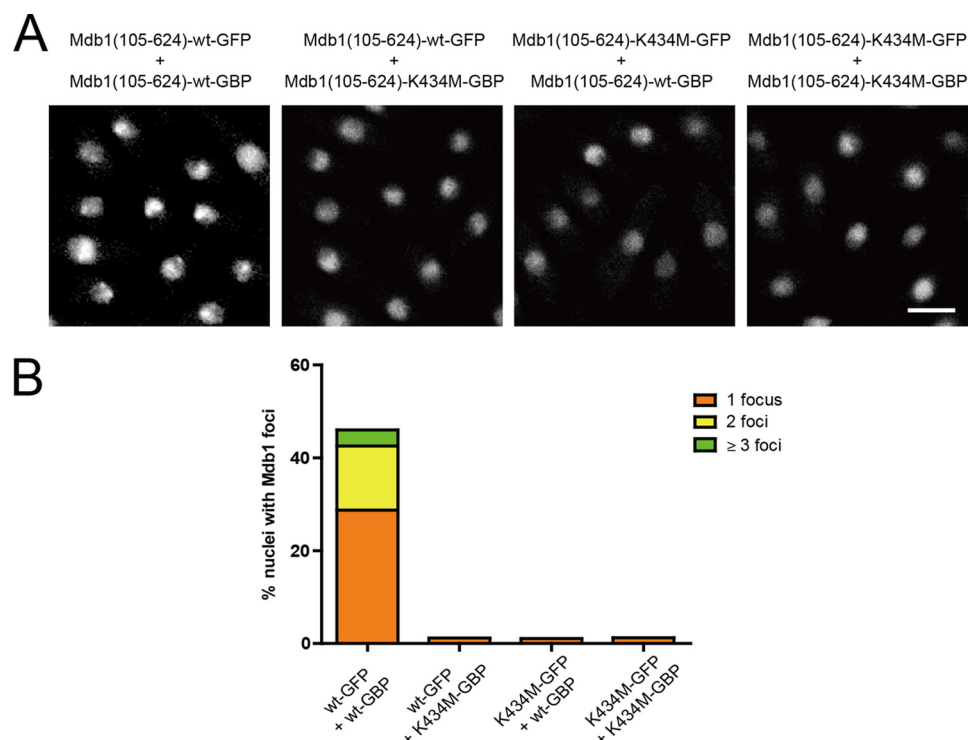 A
Mdb1(105-624)-wt-GFP
+
Mdb1(105-624)-wt-GBP
Mdb1(105-624)-wt-GFP
+
Mdb1(105-624)-K434M-GBP
Mdb1(105-624)-K434M-GFP
+
Mdb1(105-624)-wt-GBP
Mdb1(105-624)-K434M-GFP
+
Mdb1(105-624)-K434M-GBP
B
% nuclei with Mdb1 foci
60
40
20
0
1 focus
2 foci
≥ 3 foci
wt-GFP
+ wt-GBP
wt-GFP
+ K434M-GBP
K434M-GFP
+ wt-GBP
K434M-GFP
+ K434M-GBP